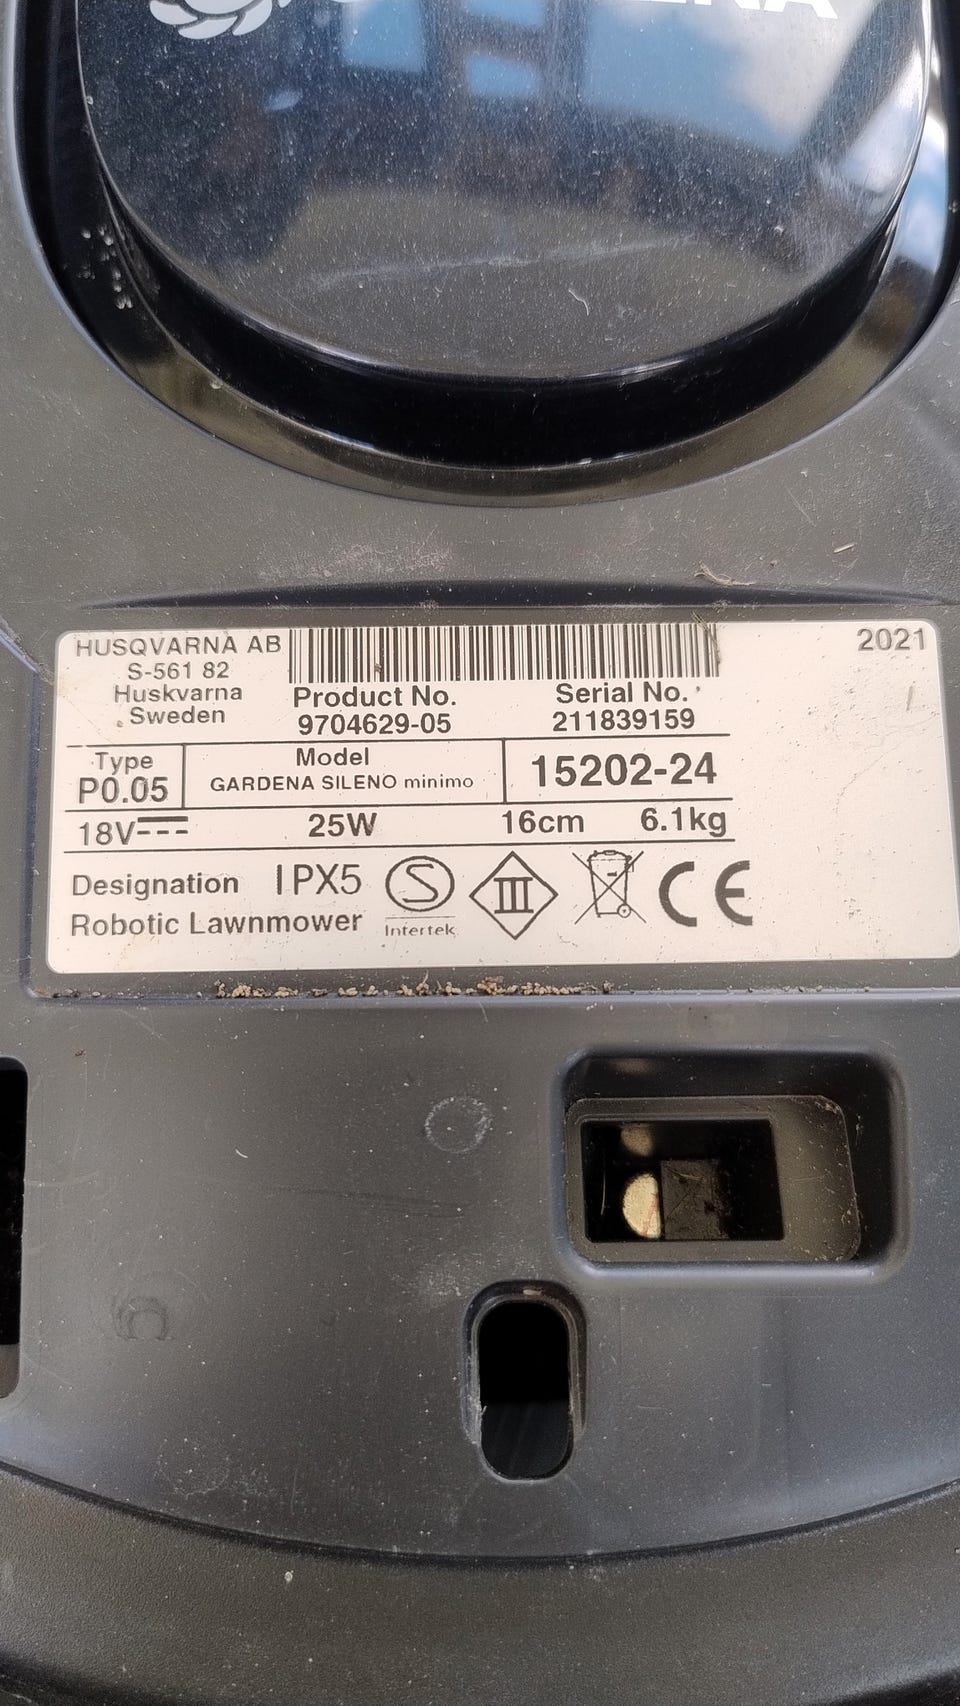 HUSQVARNA AB
S-561 82
Huskvarna
Sweden
Product No.
9704629-05
Serial No.
211839159
2021
Type
P0.05
Model
GARDENA SILENO minimo
15202-24
18V 25W 16cm 6.1kg
Designation IPX5
Robotic Lawnmower
S
Intertek
III
CE